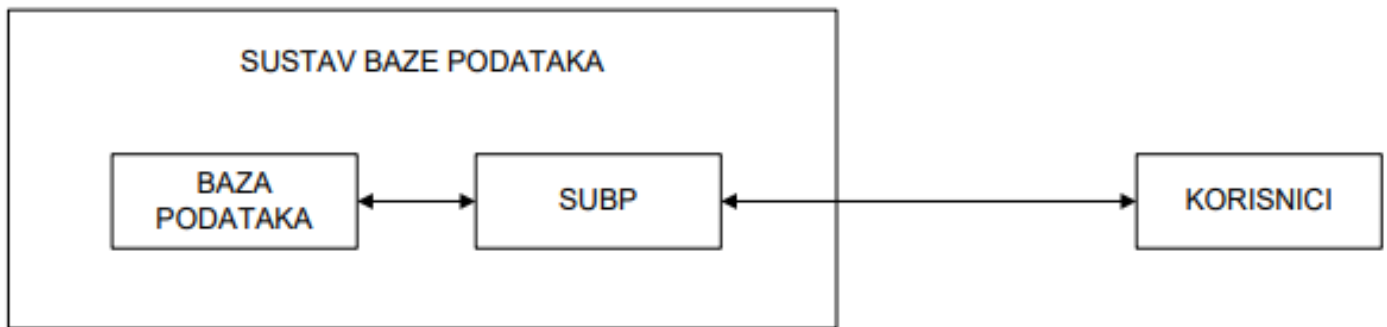 SUSTAV BAZE PODATAKA
BAZA
PODATAKA
SUBP
KORISNICI